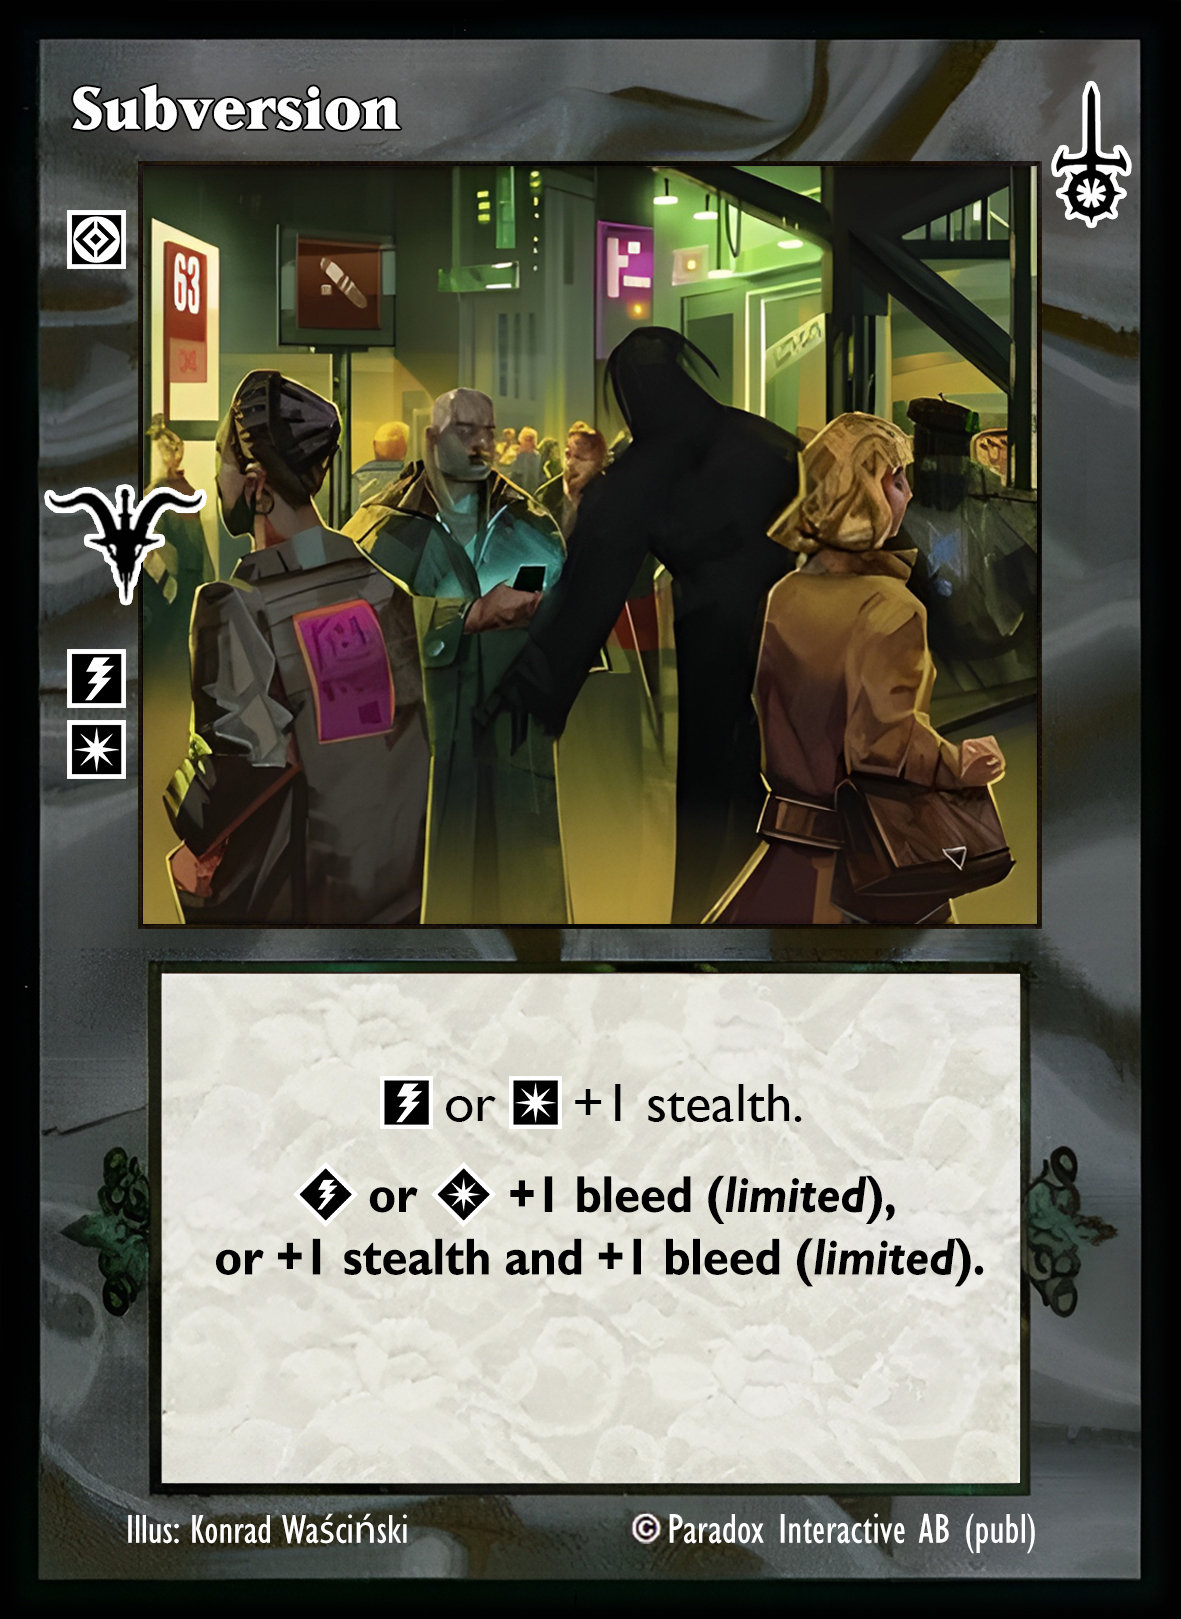 Subversion
63
or +1 stealth.
or +1 bleed (limited),
or +1 stealth and +1 bleed (limited).
Illus: Konrad Waściński
© Paradox Interactive AB (publ)